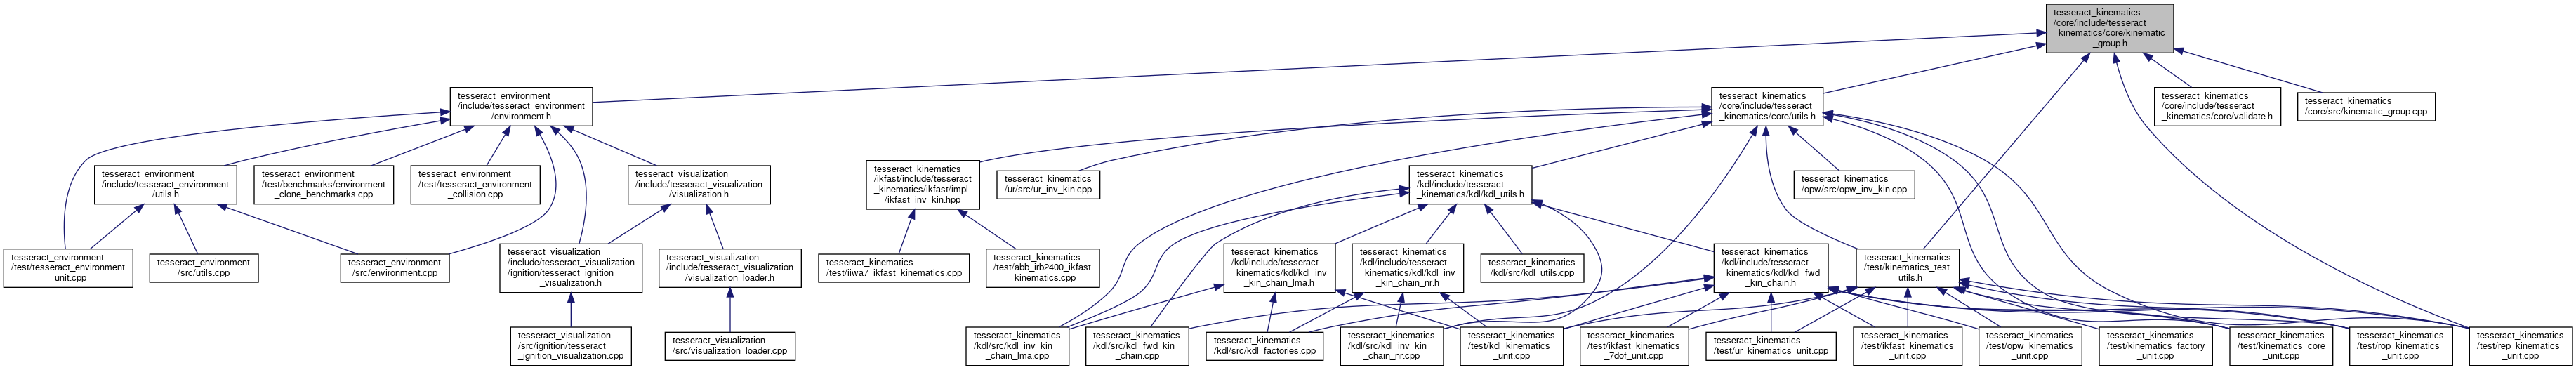 tesseract_kinematics
/core/include/tesseract
_kinematics/core/kinematic
_group.h
tesseract_environment
/include/tesseract_environment
/environment.h
tesseract_kinematics
/core/include/tesseract
_kinematics/core/utils.h
tesseract_kinematics
/core/include/tesseract
_kinematics/core/validate.h
tesseract_kinematics
/core/src/kinematic_group.cpp
tesseract_environment
/include/tesseract_environment
/utils.h
tesseract_environment
/test/benchmarks/environment
_clone_benchmarks.cpp
tesseract_environment
/test/tesseract_environment
_collision.cpp
tesseract_visualization
/include/tesseract_visualization
/visualization.h
tesseract_kinematics
/ikfast/include/tesseract
_kinematics/ikfast/impl
/ikfast_inv_kin.hpp
tesseract_kinematics
/ur/src/ur_inv_kin.cpp
tesseract_kinematics
/kdl/include/tesseract
_kinematics/kdl/kdl_utils.h
tesseract_kinematics
/opw/src/opw_inv_kin.cpp
tesseract_environment
/test/tesseract_environment
_unit.cpp
tesseract_environment
/src/utils.cpp
tesseract_environment
/src/environment.cpp
tesseract_visualization
/include/tesseract_visualization
/ignition/tesseract_ignition
_visualization.h
tesseract_visualization
/include/tesseract_visualization
/visualization_loader.h
tesseract_kinematics
/test/iiwa7_ikfast_kinematics.cpp
tesseract_kinematics
/test/abb_irb2400_ikfast
_kinematics.cpp
tesseract_kinematics
/kdl/include/tesseract
_kinematics/kdl/kdl_inv
_kin_chain_lma.h
tesseract_kinematics
/kdl/include/tesseract
_kinematics/kdl/kdl_inv
_kin_chain_nr.h
tesseract_kinematics
/kdl/src/kdl_utils.cpp
tesseract_kinematics
/kdl/include/tesseract
_kinematics/kdl/kdl_fwd
_kin_chain.h
tesseract_kinematics
/test/kinematics_test
_utils.h
tesseract_visualization
/src/ignition/tesseract
_ignition_visualization.cpp
tesseract_visualization
/src/visualization_loader.cpp
tesseract_kinematics
/kdl/src/kdl_inv_kin
_chain_lma.cpp
tesseract_kinematics
/kdl/src/kdl_fwd_kin
_chain.cpp
tesseract_kinematics
/kdl/src/kdl_factories.cpp
tesseract_kinematics
/kdl/src/kdl_inv_kin
_chain_nr.cpp
tesseract_kinematics
/test/kdl_kinematics
_unit.cpp
tesseract_kinematics
/test/ikfast_kinematics
_7dof_unit.cpp
tesseract_kinematics
/test/ur_kinematics_unit.cpp
tesseract_kinematics
/test/ikfast_kinematics
_unit.cpp
tesseract_kinematics
/test/opw_kinematics
_unit.cpp
tesseract_kinematics
/test/kinematics_factory
_unit.cpp
tesseract_kinematics
/test/kinematics_core
_unit.cpp
tesseract_kinematics
/test/rop_kinematics
_unit.cpp
tesseract_kinematics
/test/rep_kinematics
_unit.cpp